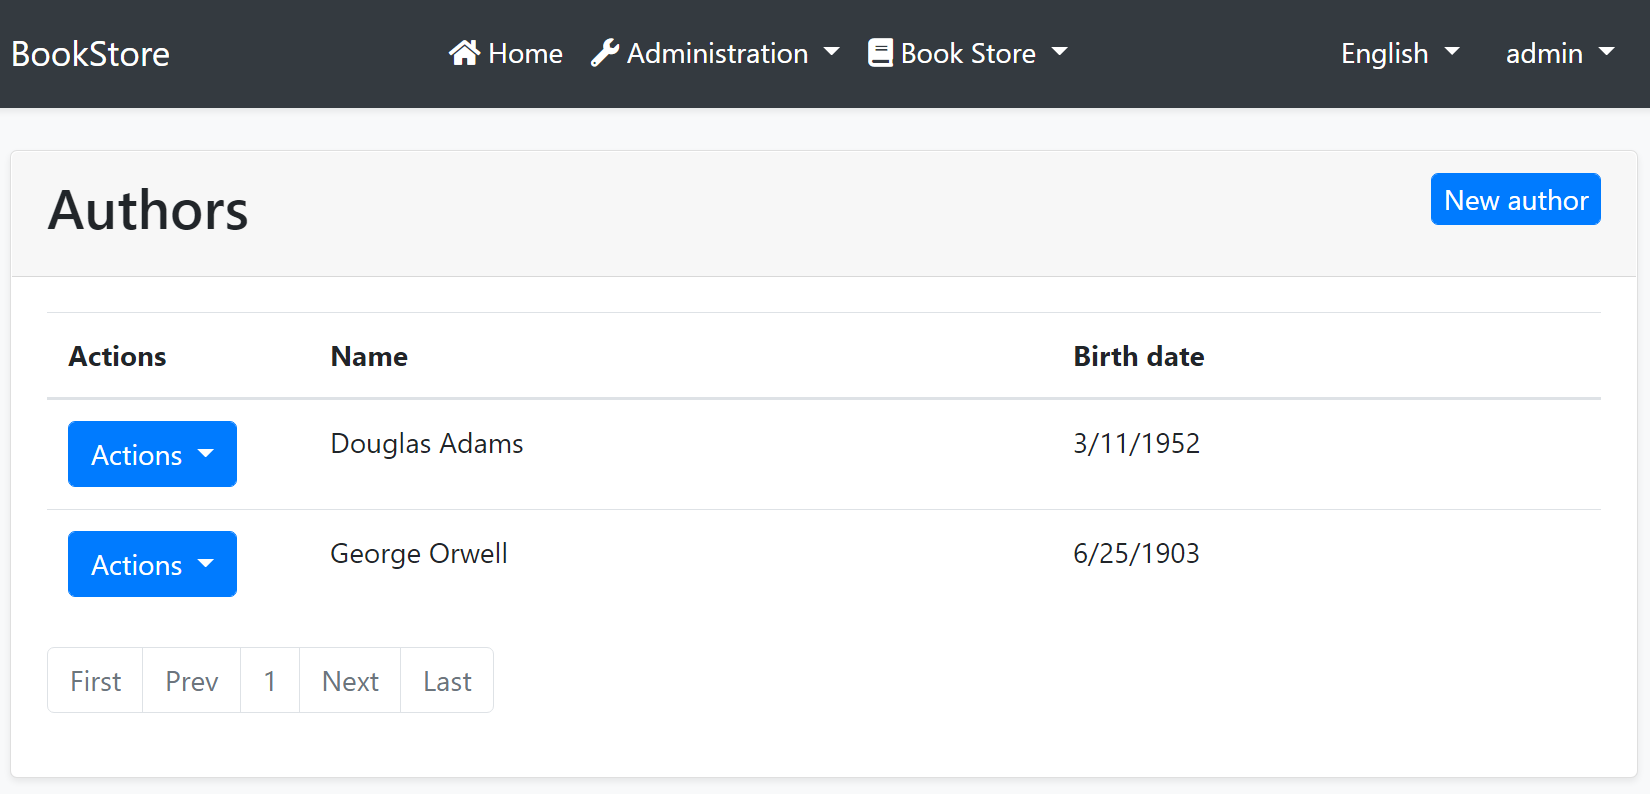 BookStore Home Administration Book Store English admin
Authors New author
Actions Name Birth date
Actions Douglas Adams 3/11/1952
Actions George Orwell 6/25/1903
First Prev 1 Next Last